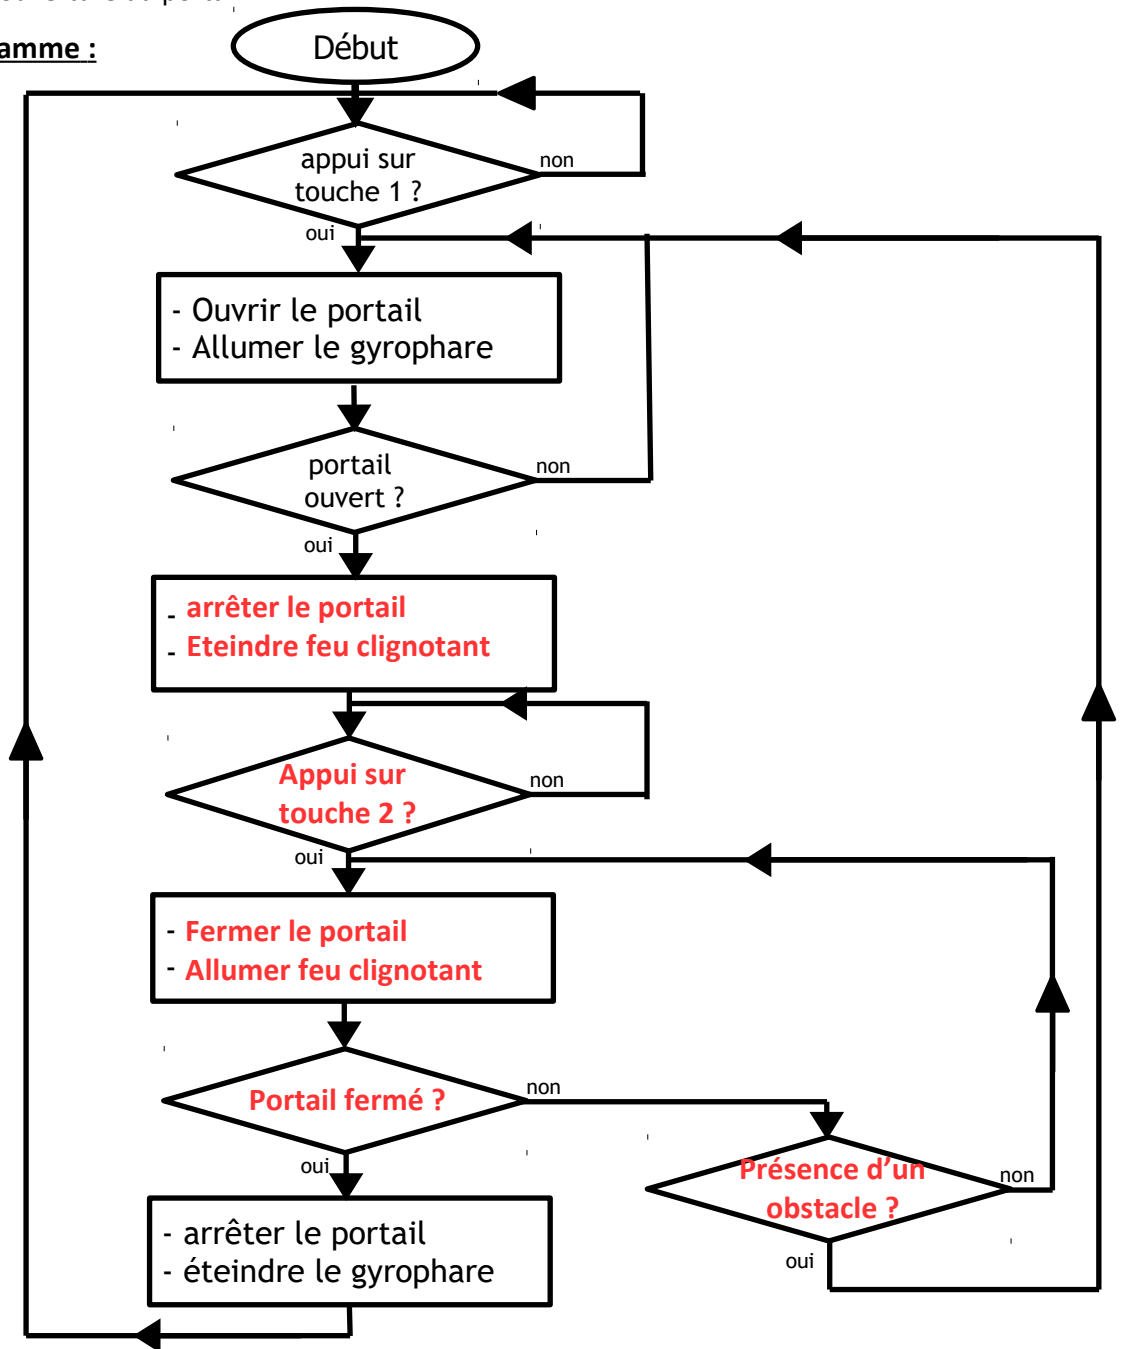 amme :
Début
appui sur
touche 1 ?
non
oui
- Ouvrir le portail
- Allumer le gyrophare
portail
ouvert ?
non
oui
- arrêter le portail
- Eteindre feu clignotant
Appui sur
touche 2 ?
non
oui
- Fermer le portail
- Allumer feu clignotant
Portail fermé ?
non
oui
Présence d’un
obstacle ?
non
oui
- arrêter le portail
- éteindre le gyrophare